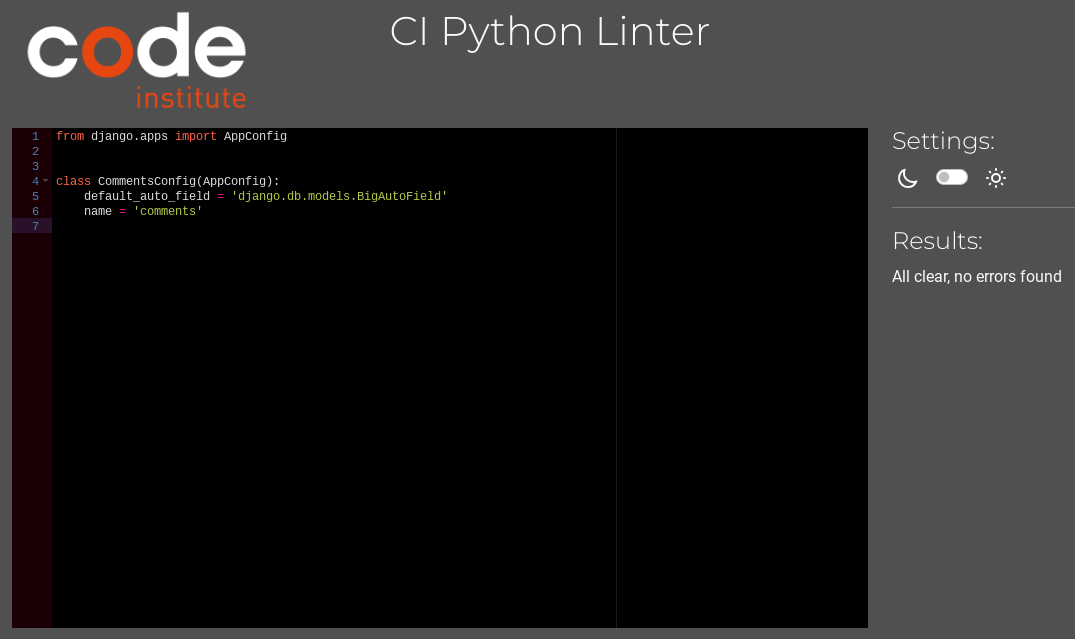 code
institute
CI Python Linter
1 from django.apps import AppConfig
2
3
4 class CommentsConfig(AppConfig):
5     default_auto_field = 'django.db.models.BigAutoField'
6     name = 'comments'
7
Settings:
Results:
All clear, no errors found